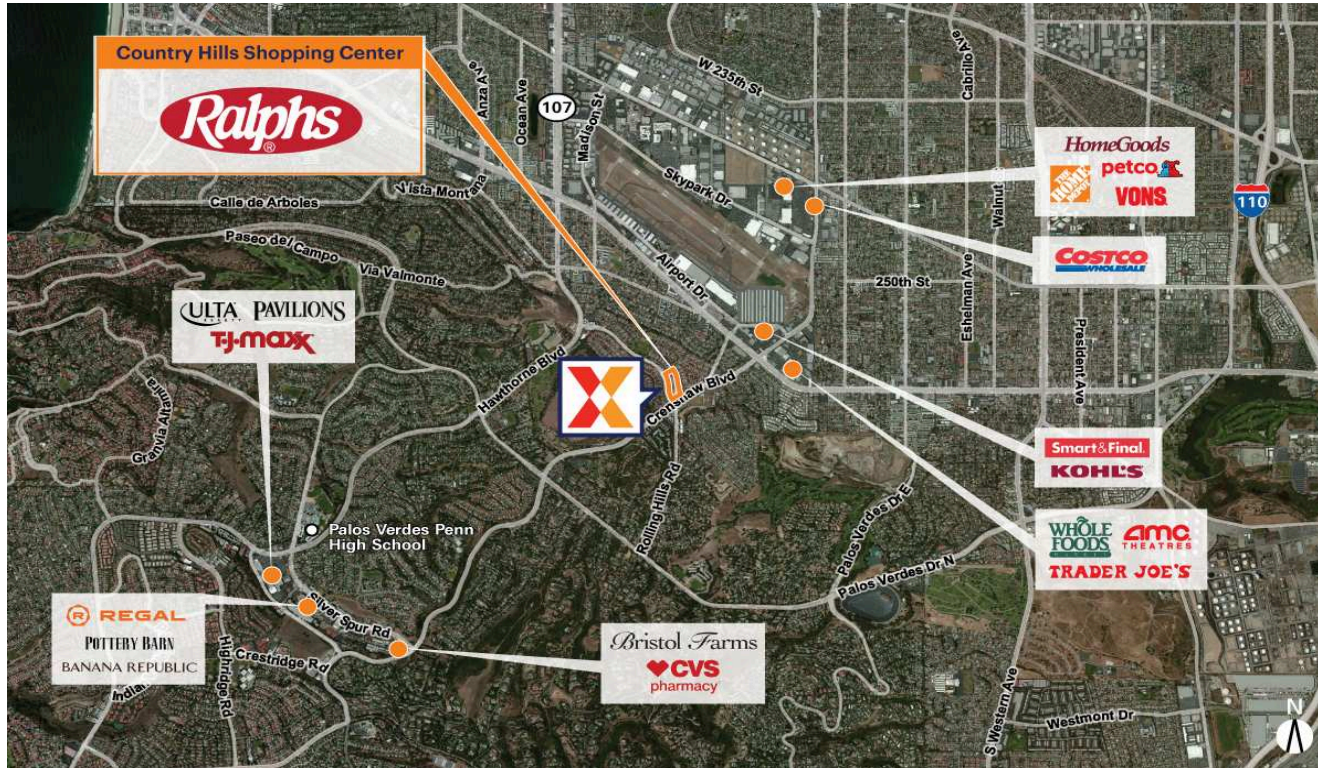 Country Hills Shopping Center
Ralphs
®
107
Anza Ave
Ocean Ave
Madison St
W 235th St
Cabrillo Ave
Skypark Dr
HomeGoods
THE HOME DEPOT
petco
VONS
110
Vista Montana
Calle de Arboles
Paseo del Campo
Via Valmonte
Airport Dr
250th St
Walnut St
COSTCO
WHOLESALE
Eshelman Ave
President Ave
ULTA PAVILIONS
BEAUTY
T·J·maxx
Hawthorne Blvd
Crenshaw Blvd
X
Granvia Altamira
Smart&Final.
KOHL'S
Rolling Hills Rd
Palos Verdes Dr E
Palos Verdes Dr N
WHOLE
FOODS
MARKET
amc
THEATRES
TRADER JOE'S
Palos Verdes Penn
High School
R REGAL
POTTERY BARN
BANANA REPUBLIC
Silver Spur Rd
Crestridge Rd
Highridge Rd
Bristol Farms
CVS
pharmacy
S Western Ave
Westmont Dr
N